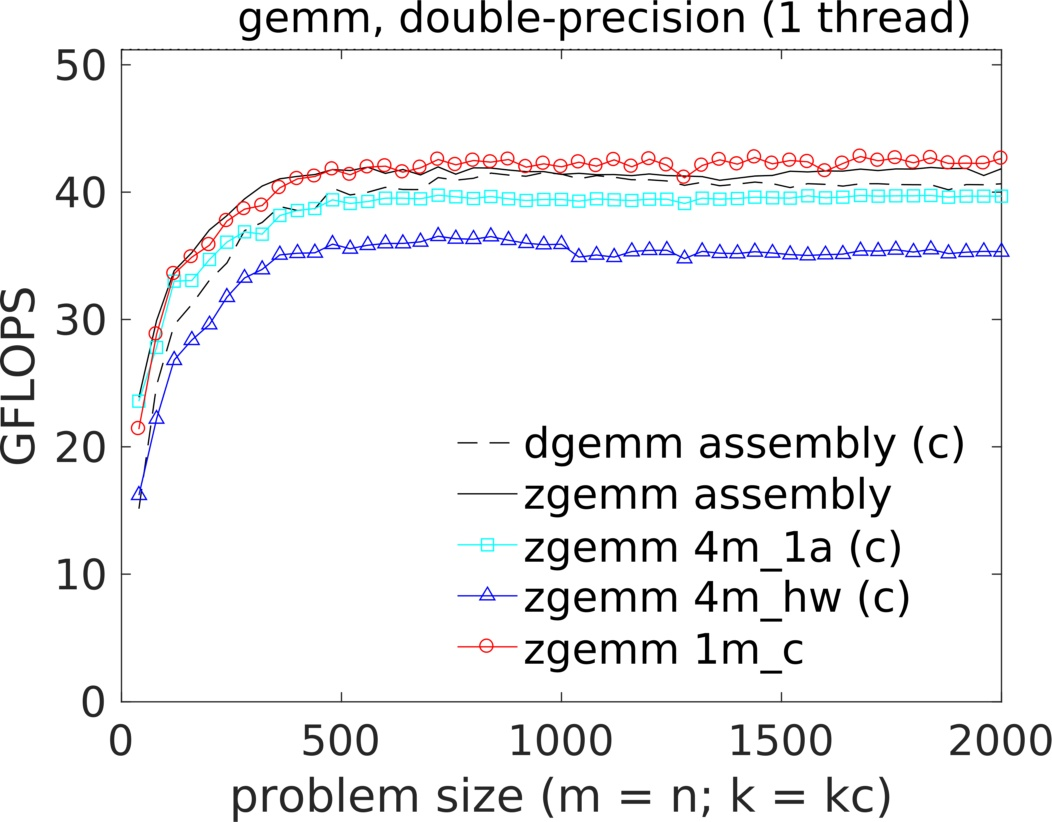 gemm, double-precision (1 thread)
50
40
30
20
10
0
GFLOPS
dgemm assembly (c)
zgemm assembly
zgemm 4m_1a (c)
zgemm 4m_hw (c)
zgemm 1m_c
0 500 1000 1500 2000
problem size (m = n; k = kc)